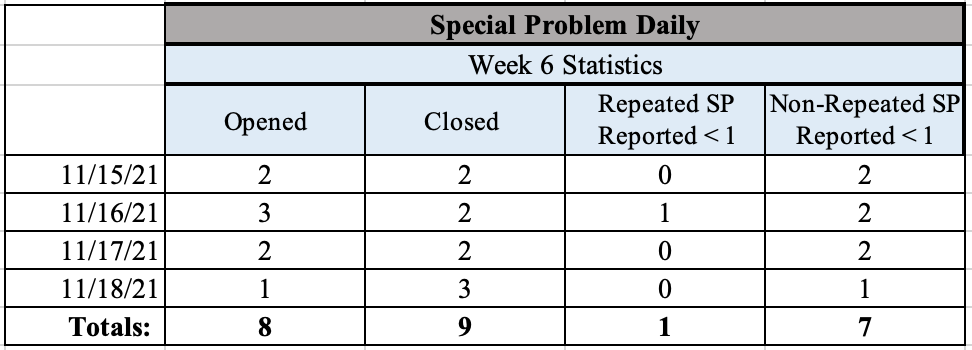 Special Problem Daily
Week 6 Statistics
Opened Closed Repeated SP Reported < 1 Non-Repeated SP Reported < 1
11/15/21 2 2 0 2
11/16/21 3 2 1 2
11/17/21 2 2 0 2
11/18/21 1 3 0 1
Totals: 8 9 1 7